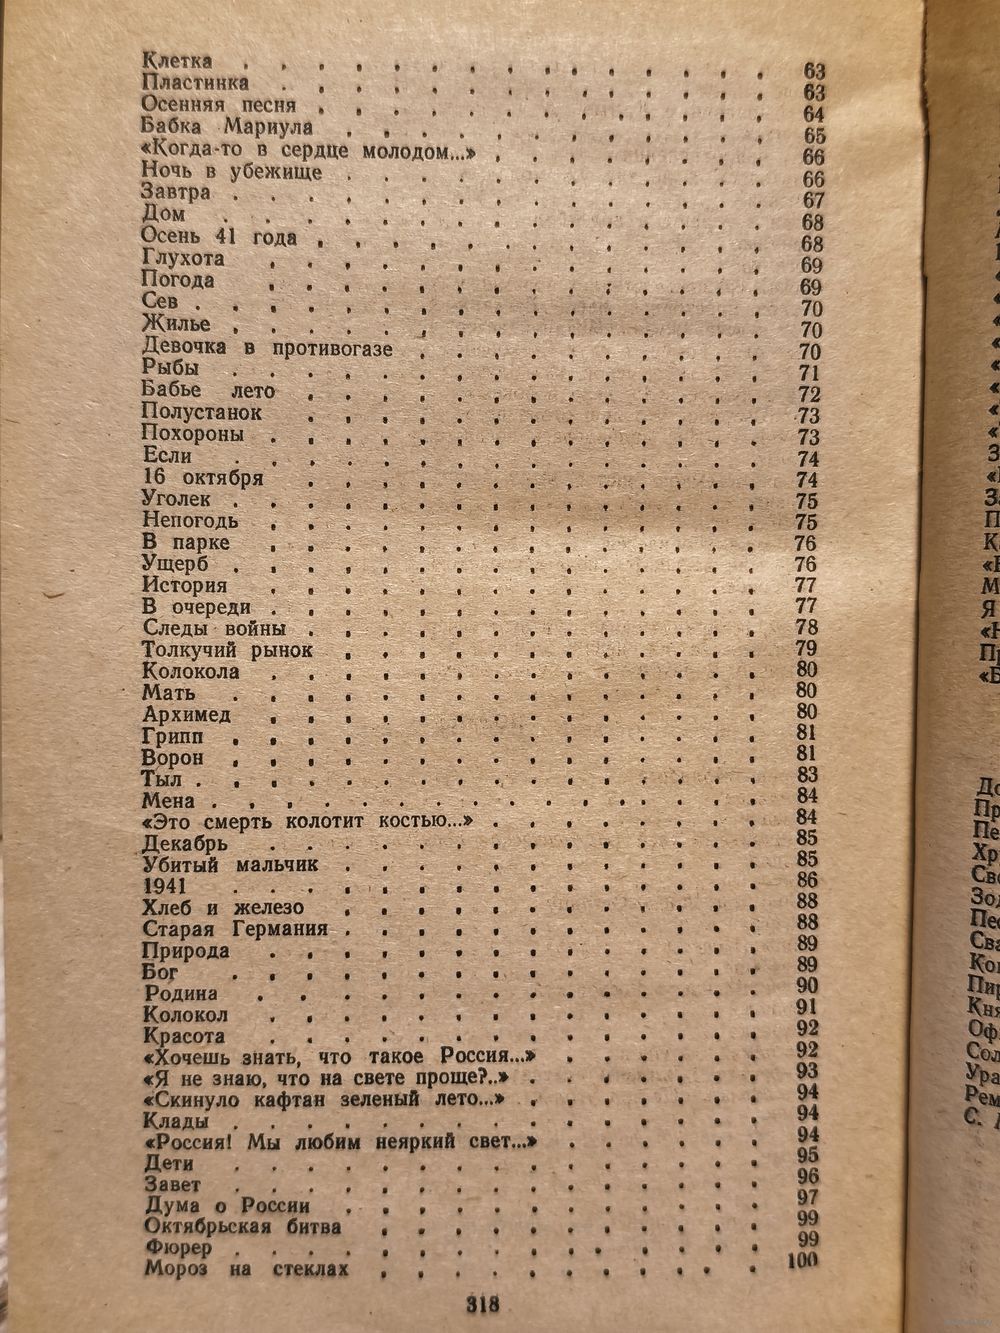 Клетка . . . . . . . . . . . . . . 63
Пластинка . . . . . . . . . . . . . 63
Осенняя песня . . . . . . . . . . . . 64
Бабка Мариула . . . . . . . . . . . . 65
«Когда-то в сердце молодом...» . . . . . . . . 66
Ночь в убежище . . . . . . . . . . . . 66
Завтра . . . . . . . . . . . . . . . 67
Дом . . . . . . . . . . . . . . . 68
Осень 41 года . . . . . . . . . . . . . 68
Глухота . . . . . . . . . . . . . . 69
Погода . . . . . . . . . . . . . . 69
Сев . . . . . . . . . . . . . . . . 70
Жилье . . . . . . . . . . . . . . . 70
Девочка в противогазе . . . . . . . . . . 70
Рыбы . . . . . . . . . . . . . . . 71
Бабье лето . . . . . . . . . . . . . 72
Полустанок . . . . . . . . . . . . . 73
Похороны . . . . . . . . . . . . . . 73
Если . . . . . . . . . . . . . . . 74
16 октября . . . . . . . . . . . . . 74
Уголек . . . . . . . . . . . . . . . 75
Непогодь . . . . . . . . . . . . . . 75
В парке . . . . . . . . . . . . . . 76
Ущерб . . . . . . . . . . . . . . . 76
История . . . . . . . . . . . . . . 77
В очереди . . . . . . . . . . . . . . 77
Следы войны . . . . . . . . . . . . . 78
Толкучий рынок . . . . . . . . . . . . 79
Колокола . . . . . . . . . . . . . . 80
Мать . . . . . . . . . . . . . . . 80
Архимед . . . . . . . . . . . . . . 80
Грипп . . . . . . . . . . . . . . . 81
Ворон . . . . . . . . . . . . . . . 81
Тыл . . . . . . . . . . . . . . . . 83
Мена . . . . . . . . . . . . . . . 84
«Это смерть колотит костью...» . . . . . . . . 84
Декабрь . . . . . . . . . . . . . . 85
Убитый мальчик . . . . . . . . . . . . 85
1941 . . . . . . . . . . . . . . . 86
Хлеб и железо . . . . . . . . . . . . 88
Старая Германия . . . . . . . . . . . . 88
Природа . . . . . . . . . . . . . . 89
Бог . . . . . . . . . . . . . . . 89
Родина . . . . . . . . . . . . . . 90
Колокол . . . . . . . . . . . . . . 91
Красота . . . . . . . . . . . . . . 92
«Хочешь знать, что такое Россия...» . . . . . . 92
«Я не знаю, что на свете проще?..» . . . . . . . 93
«Скинуло кафтан зеленый лето...» . . . . . . . 94
Клады . . . . . . . . . . . . . . . 94
«Россия! Мы любим неяркий свет...» . . . . . . 94
Дети . . . . . . . . . . . . . . . 95
Завет . . . . . . . . . . . . . . . 96
Дума о России . . . . . . . . . . . . 97
Октябрьская битва . . . . . . . . . . . 99
Фюрер . . . . . . . . . . . . . . . 99
Мороз на стеклах . . . . . . . . . . . 100
318